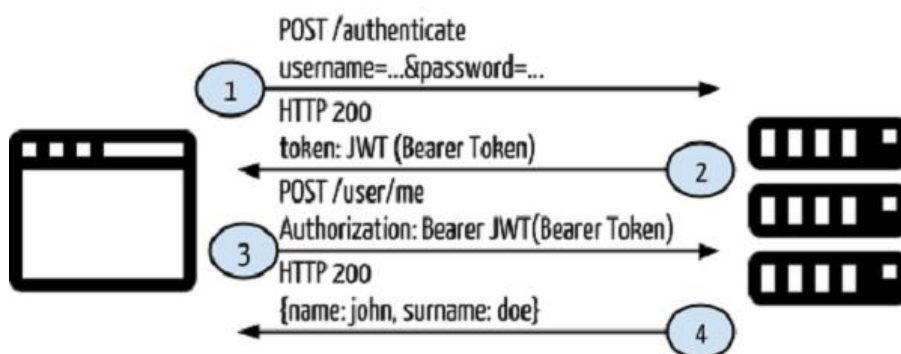 POST /authenticate
username=...&password=...
1
HTTP 200
token: JWT (Bearer Token)
2
POST /user/me
Authorization: Bearer JWT(Bearer Token)
3
HTTP 200
{name: john, surname: doe}
4